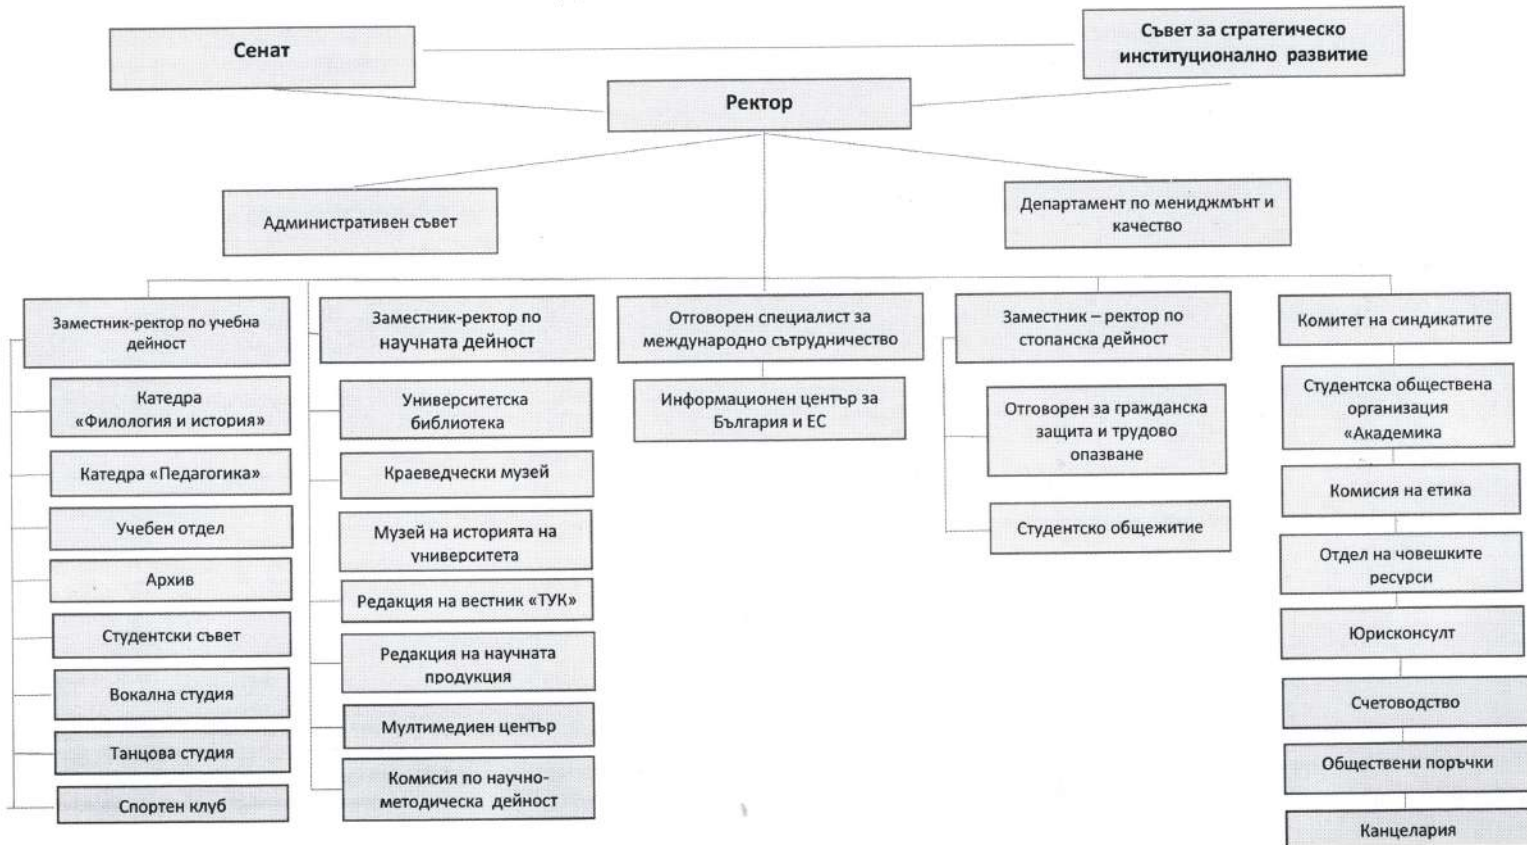 Сенат
Съвет за стратегическо
институционално развитие
Ректор
Административен съвет
Департамент по мениджмънт и
качество
Заместник-ректор по учебна
дейност
Катедра
«Филология и история»
Катедра «Педагогика»
Учебен отдел
Архив
Студентски съвет
Вокална студия
Танцова студия
Спортен клуб
Заместник-ректор по
научната дейност
Университетска
библиотека
Краеведчески музей
Музей на историята на
университета
Редакция на вестник «ТУК»
Редакция на научната
продукция
Мултимедиен център
Комисия по научно-
методическа дейност
Отговорен специалист за
международно сътрудничество
Информационен център за
България и ЕС
Заместник – ректор по
стопанска дейност
Отговорен за гражданска
защита и трудово
опазване
Студентско общежитие
Комитет на синдикатите
Студентска обществена
организация
«Академика
Комисия на етика
Отдел на човешките
ресурси
Юрисконсулт
Счетоводство
Обществени поръчки
Канцелария